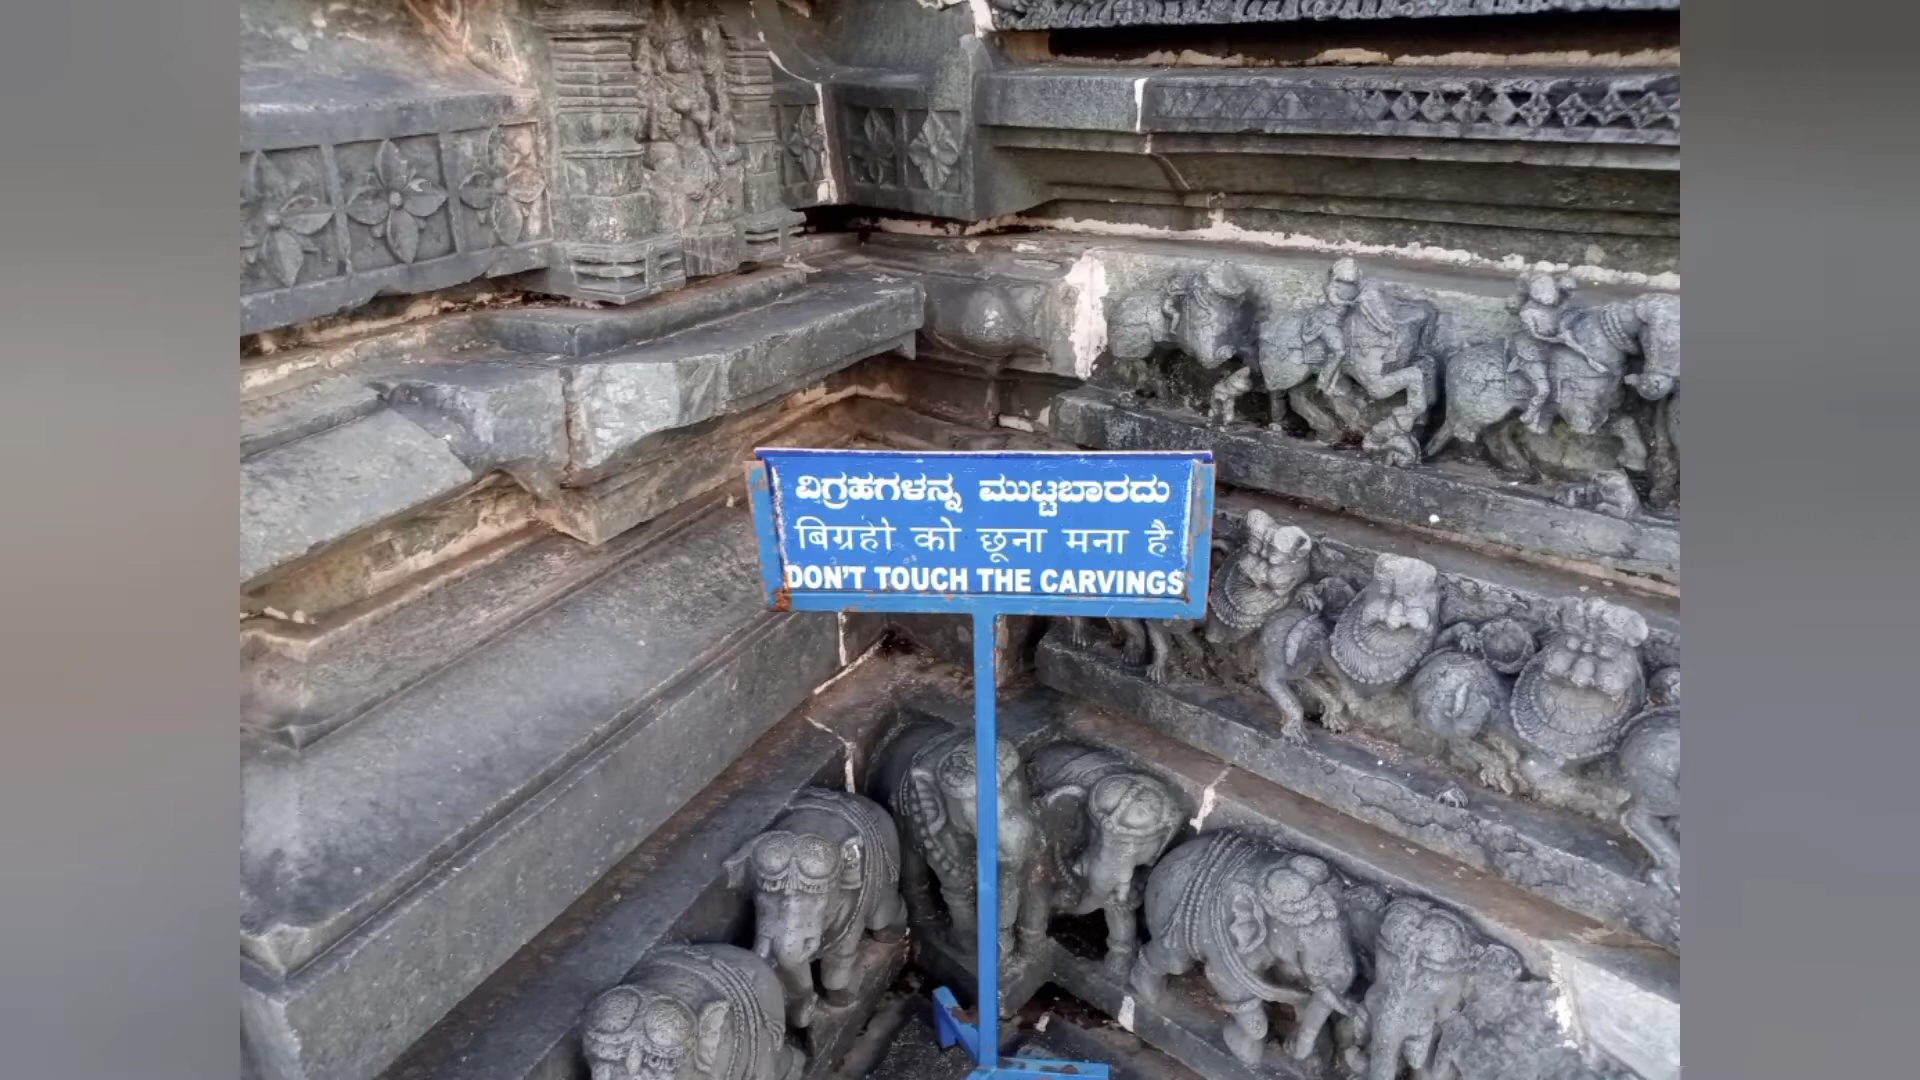 ವಿಗ್ರಹಗಳನ್ನ ಮುಟ್ಟಬಾರದು
बिग्रहो को छूना मना है
DON'T TOUCH THE CARVINGS